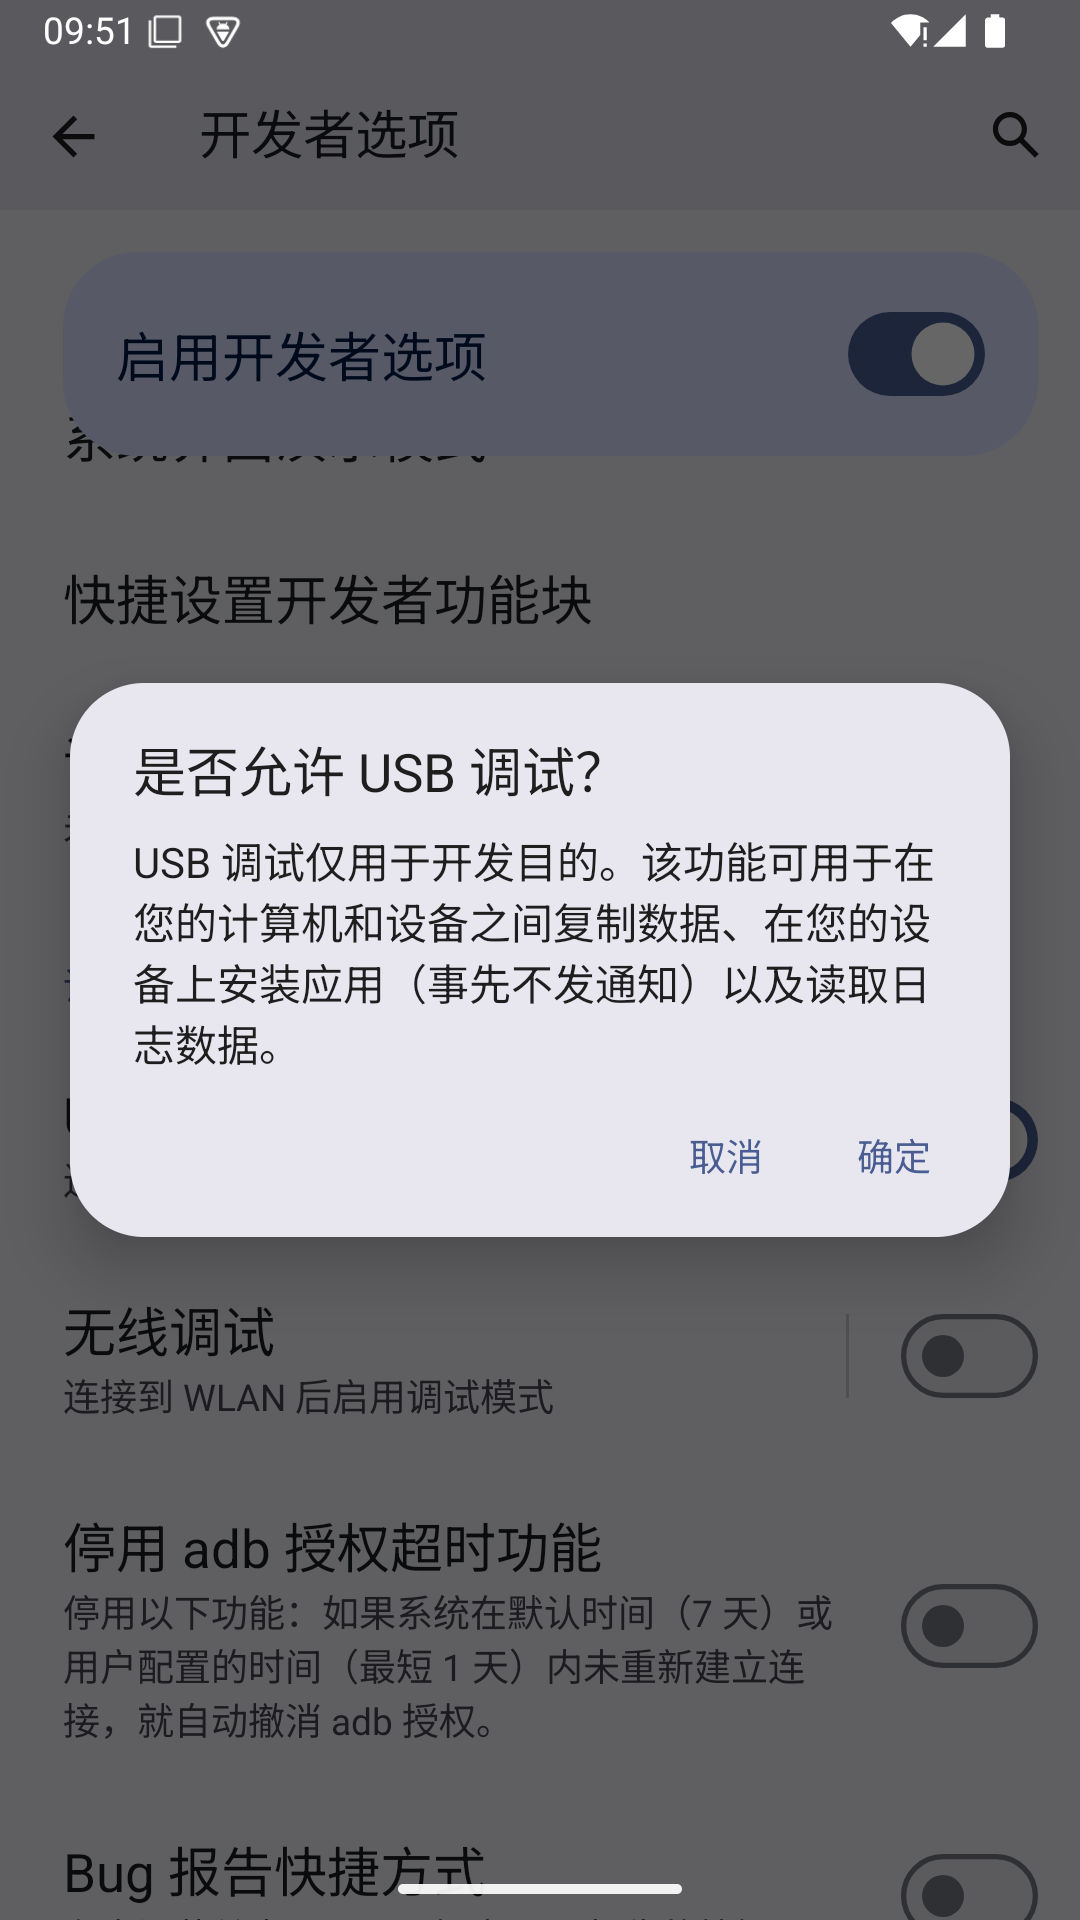 09:51
开发者选项
启用开发者选项
系统界面演示模式
快捷设置开发者功能块
是否允许 USB 调试？
USB 调试仅用于开发目的。该功能可用于在
您的计算机和设备之间复制数据、在您的设
备上安装应用（事先不发通知）以及读取日
志数据。
取消
确定
无线调试
连接到 WLAN 后启用调试模式
停用 adb 授权超时功能
停用以下功能：如果系统在默认时间（7 天）或
用户配置的时间（最短 1 天）内未重新建立连
接，就自动撤消 adb 授权。
Bug 报告快捷方式